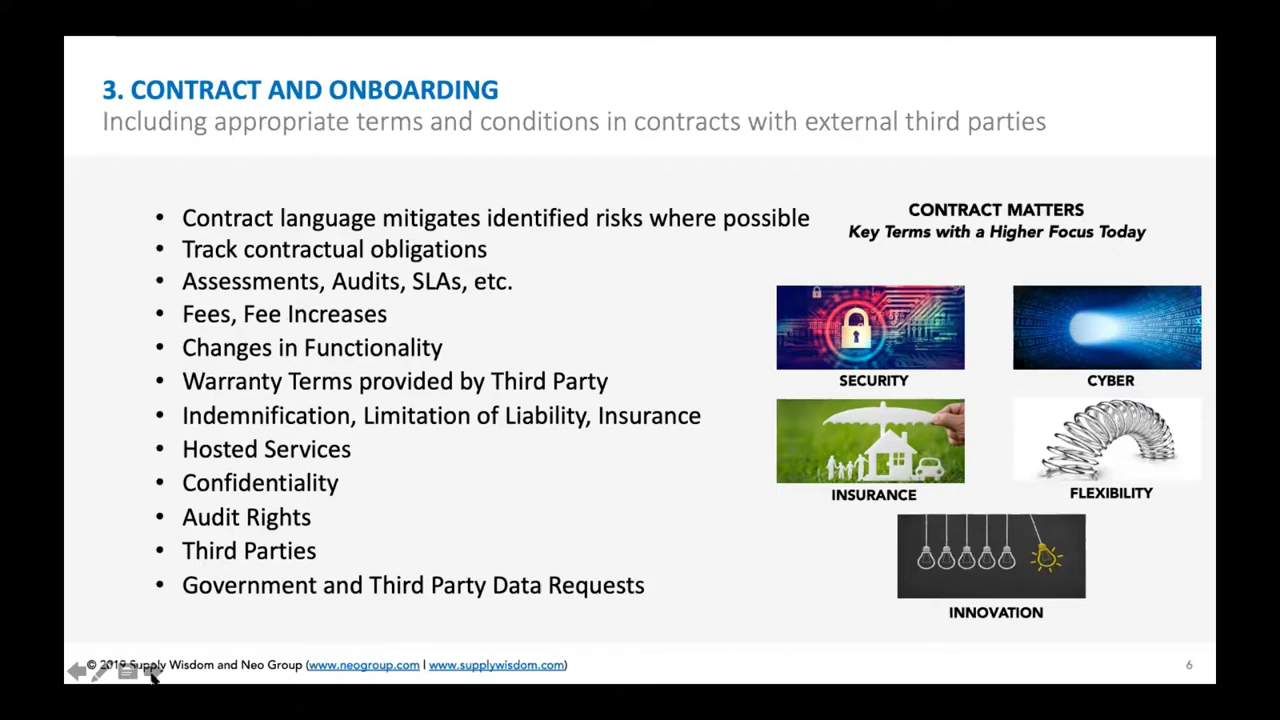 3. CONTRACT AND ONBOARDING
Including appropriate terms and conditions in contracts with external third parties
• Contract language mitigates identified risks where possible
• Track contractual obligations
• Assessments, Audits, SLAs, etc.
• Fees, Fee Increases
• Changes in Functionality
• Warranty Terms provided by Third Party
• Indemnification, Limitation of Liability, Insurance
• Hosted Services
• Confidentiality
• Audit Rights
• Third Parties
• Government and Third Party Data Requests
CONTRACT MATTERS
Key Terms with a Higher Focus Today
SECURITY
CYBER
INSURANCE
FLEXIBILITY
INNOVATION
© 2019 Supply Wisdom and Neo Group (www.neogroup.com | www.supplywisdom.com)
6